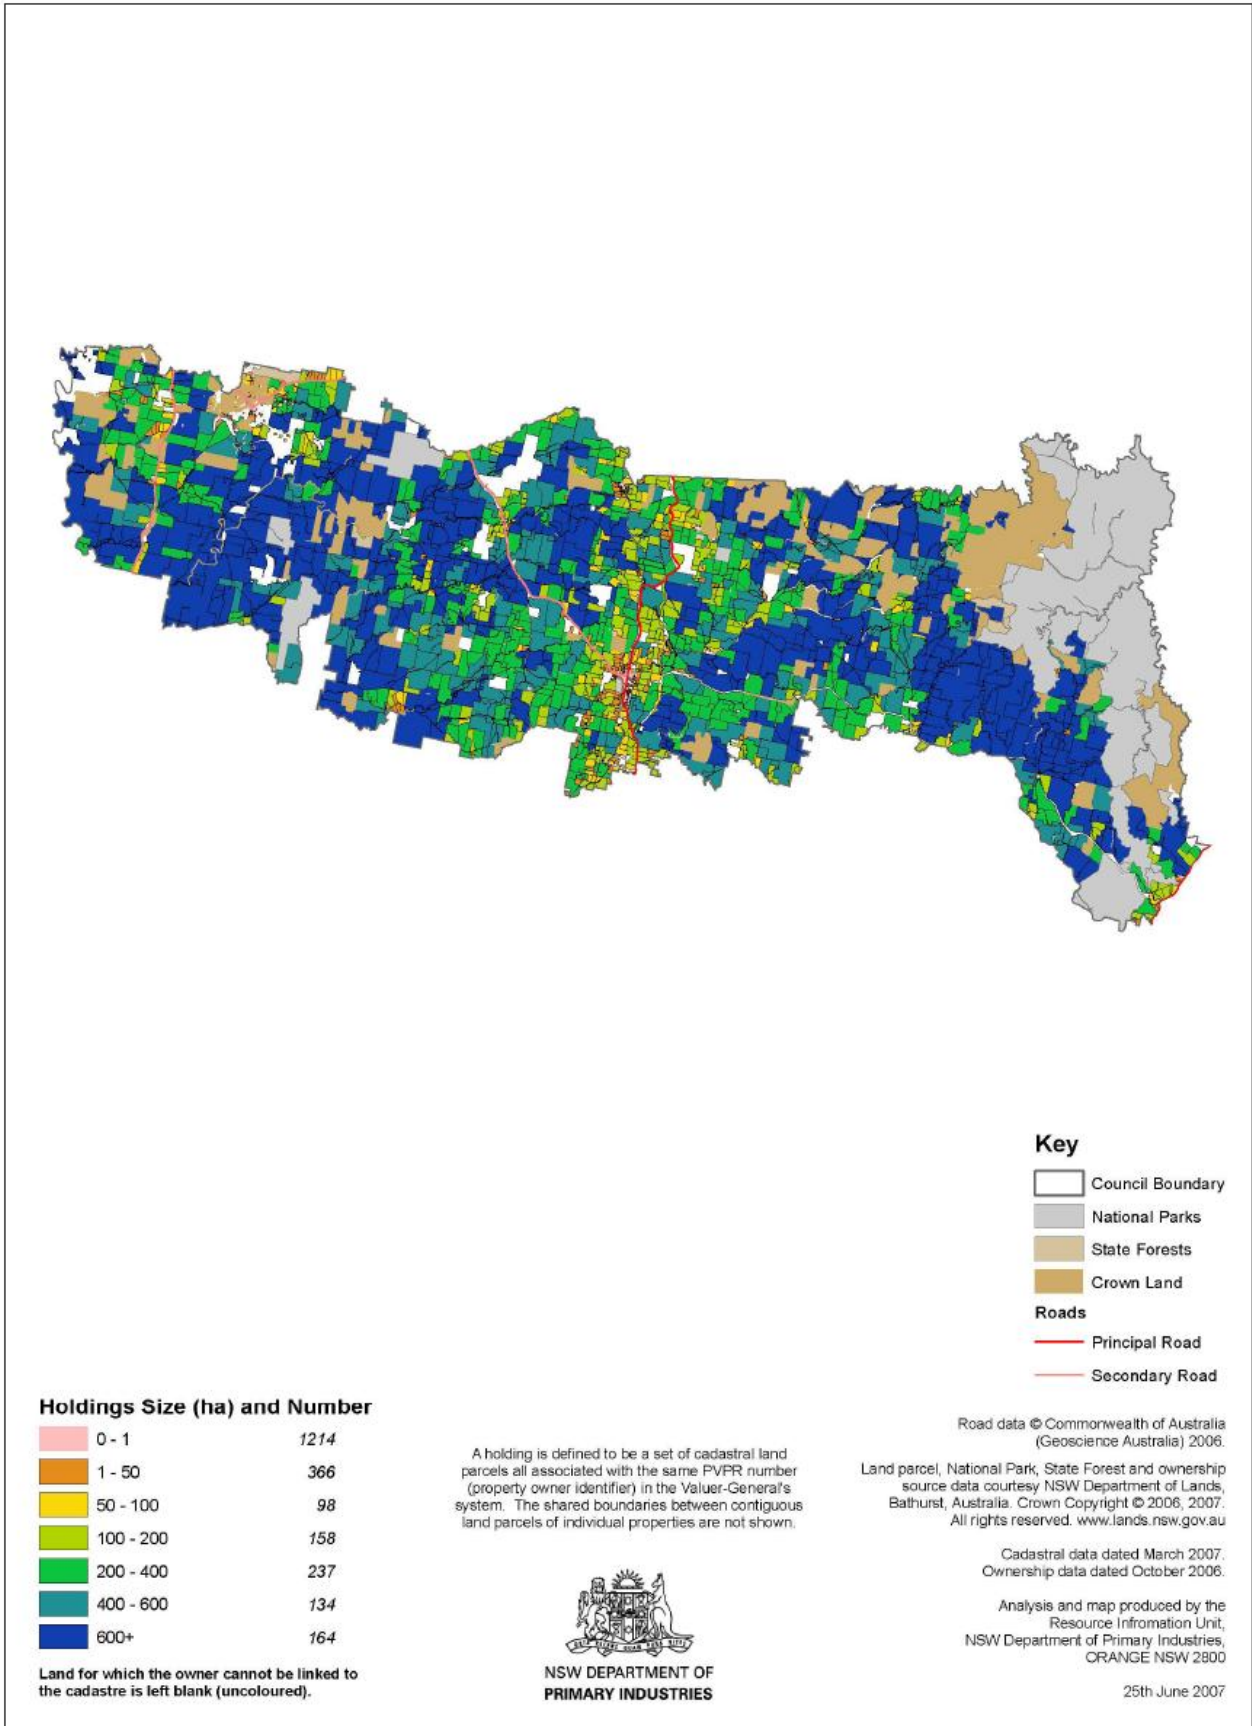 Key
Council Boundary
National Parks
State Forests
Crown Land
Roads
Principal Road
Secondary Road
Holdings Size (ha) and Number
0 - 1 1214
1 - 50 366
50 - 100 98
100 - 200 158
200 - 400 237
400 - 600 134
600+ 164
Land for which the owner cannot be linked to
the cadastre is left blank (uncoloured).
A holding is defined to be a set of cadastral land
parcels all associated with the same PVPR number
(property owner identifier) in the Valuer-General's
system. The shared boundaries between contiguous
land parcels of individual properties are not shown.
NSW DEPARTMENT OF
PRIMARY INDUSTRIES
Road data © Commonwealth of Australia
(Geoscience Australia) 2006.
Land parcel, National Park, State Forest and ownership
source data courtesy NSW Department of Lands,
Bathurst, Australia. Crown Copyright © 2006, 2007.
All rights reserved. www.lands.nsw.gov.au
Cadastral data dated March 2007.
Ownership data dated October 2006.
Analysis and map produced by the
Resource Infromation Unit,
NSW Department of Primary Industries,
ORANGE NSW 2800
25th June 2007